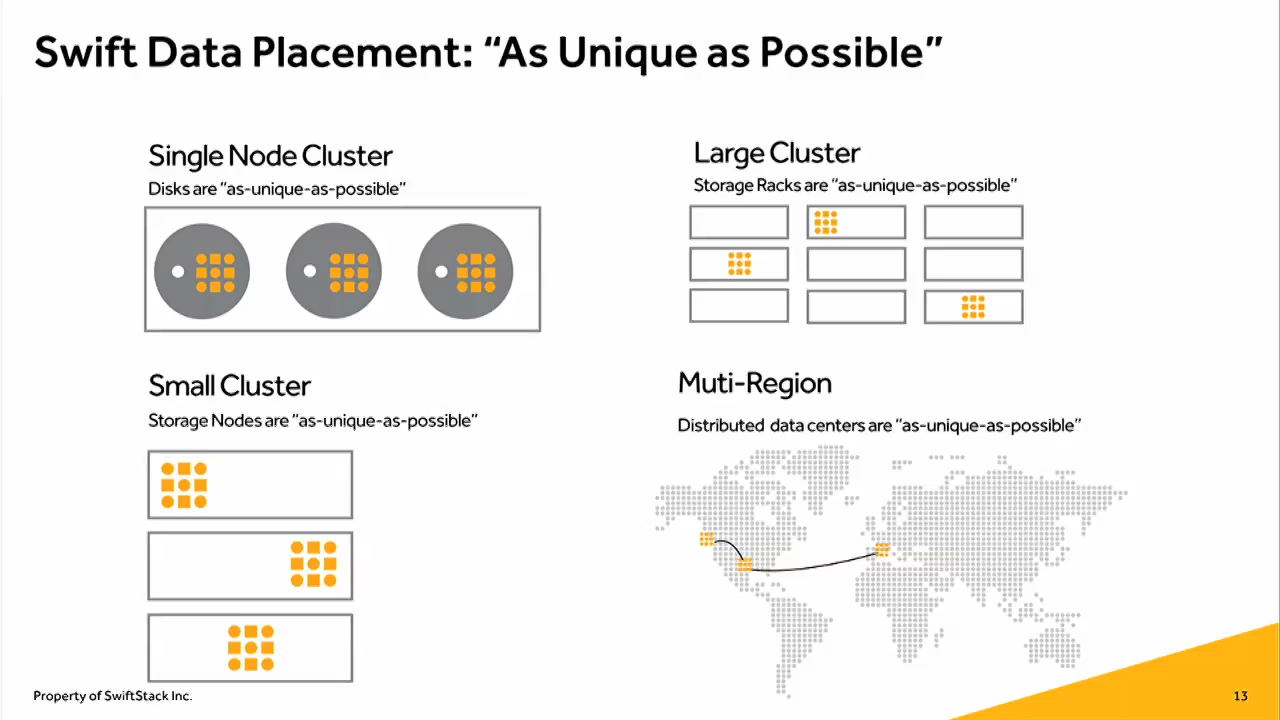 Swift Data Placement: “As Unique as Possible”
Single Node Cluster
Disks are “as-unique-as-possible”
Large Cluster
Storage Racks are “as-unique-as-possible”
Small Cluster
Storage Nodes are “as-unique-as-possible”
Muti-Region
Distributed data centers are “as-unique-as-possible”
Property of SwiftStack Inc.
13